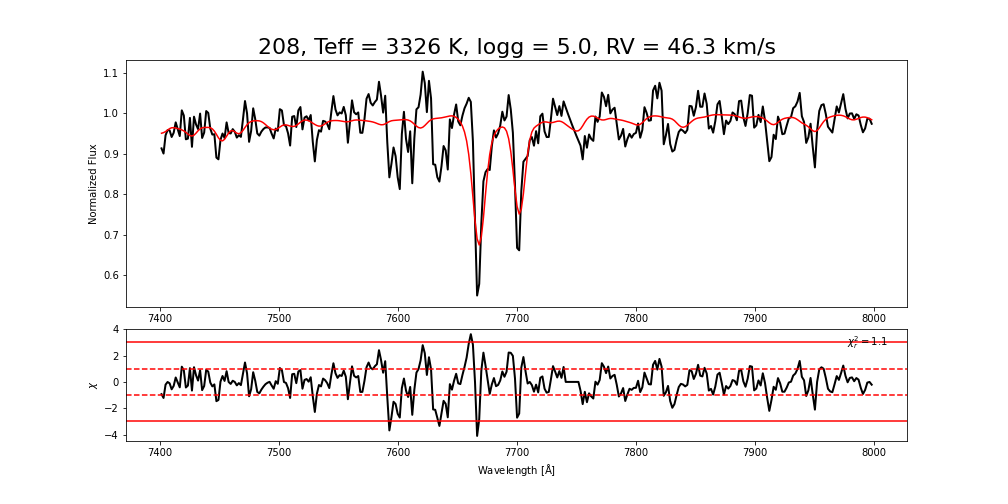 208, Teff = 3326 K, logg = 5.0, RV = 46.3 km/s
Normalized Flux
1.1
1.0
0.9
0.8
0.7
0.6
7400 7500 7600 7700 7800 7900 8000
χ
4
2
0
−2
−4
χ²ᵣ = 1.1
7400 7500 7600 7700 7800 7900 8000
Wavelength [Å]